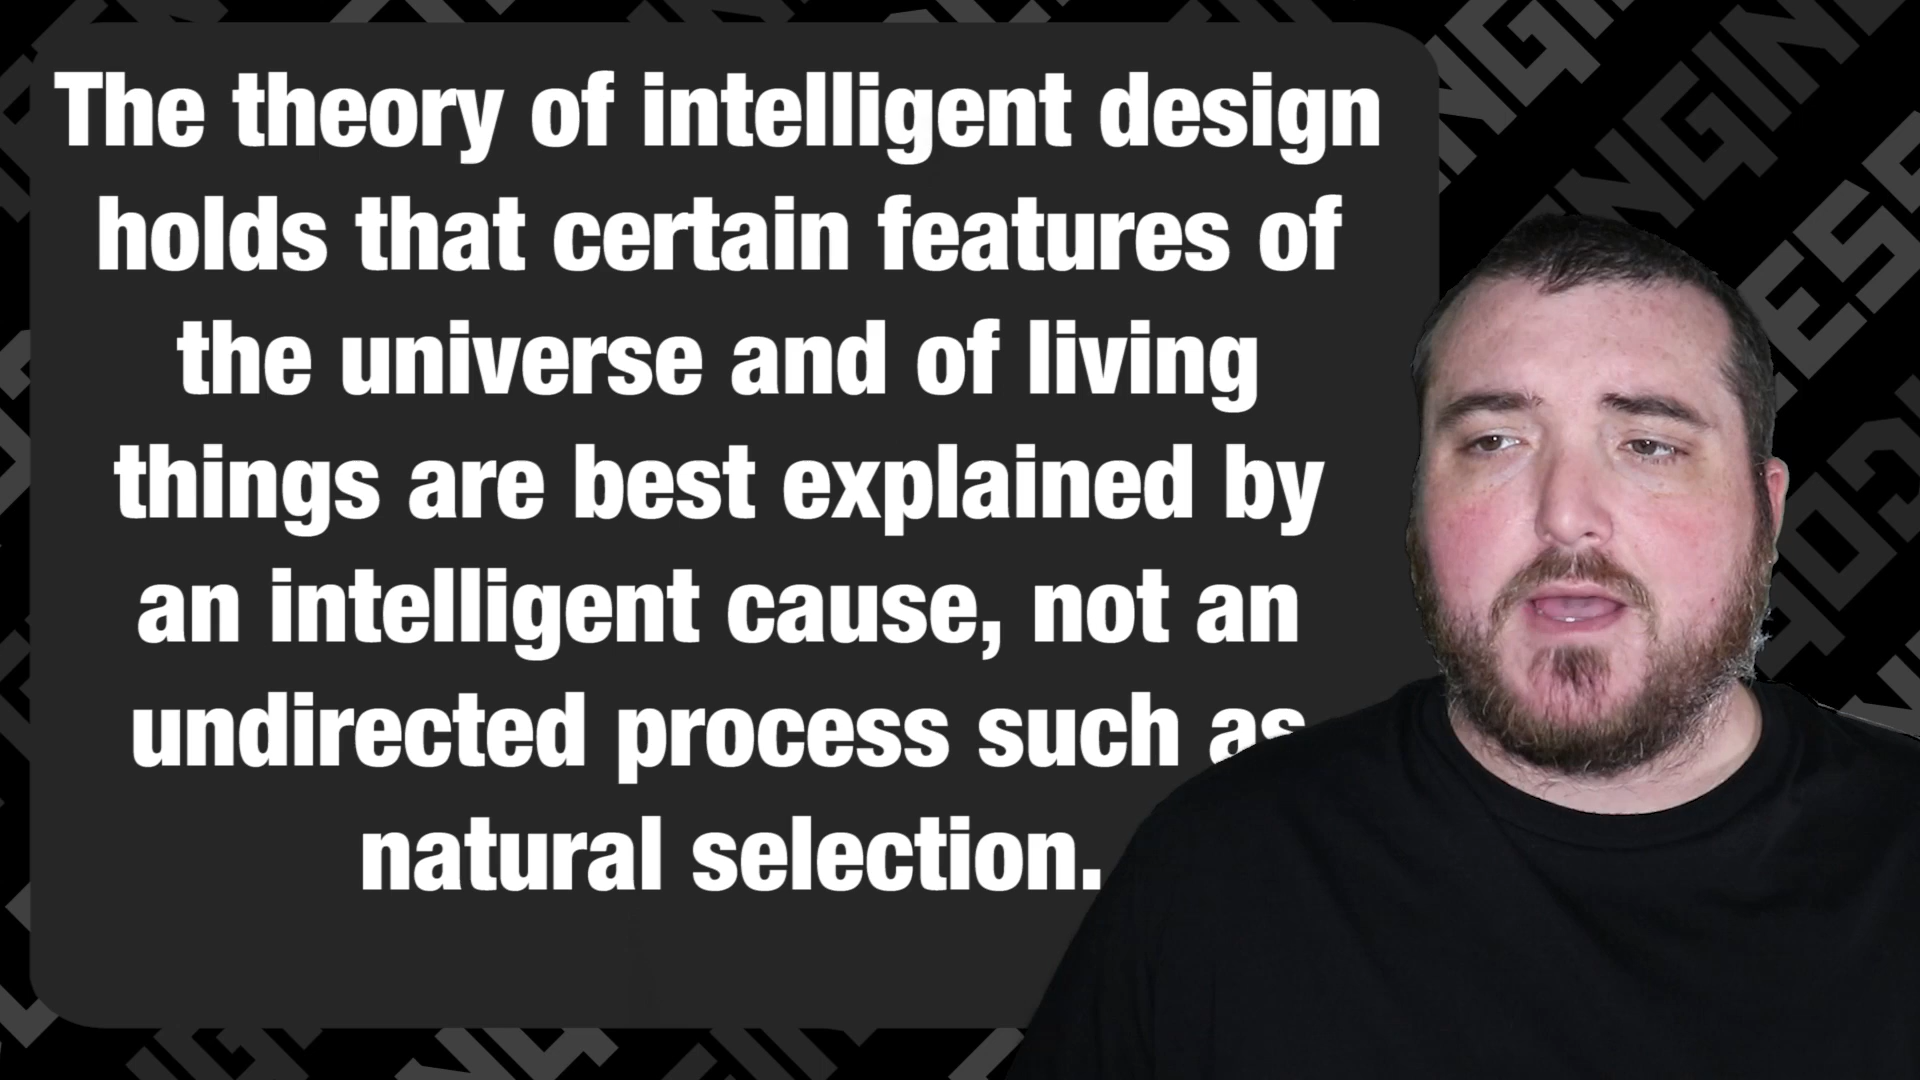 The theory of intelligent design
holds that certain features of
the universe and of living
things are best explained by
an intelligent cause, not an
undirected process such as
natural selection.